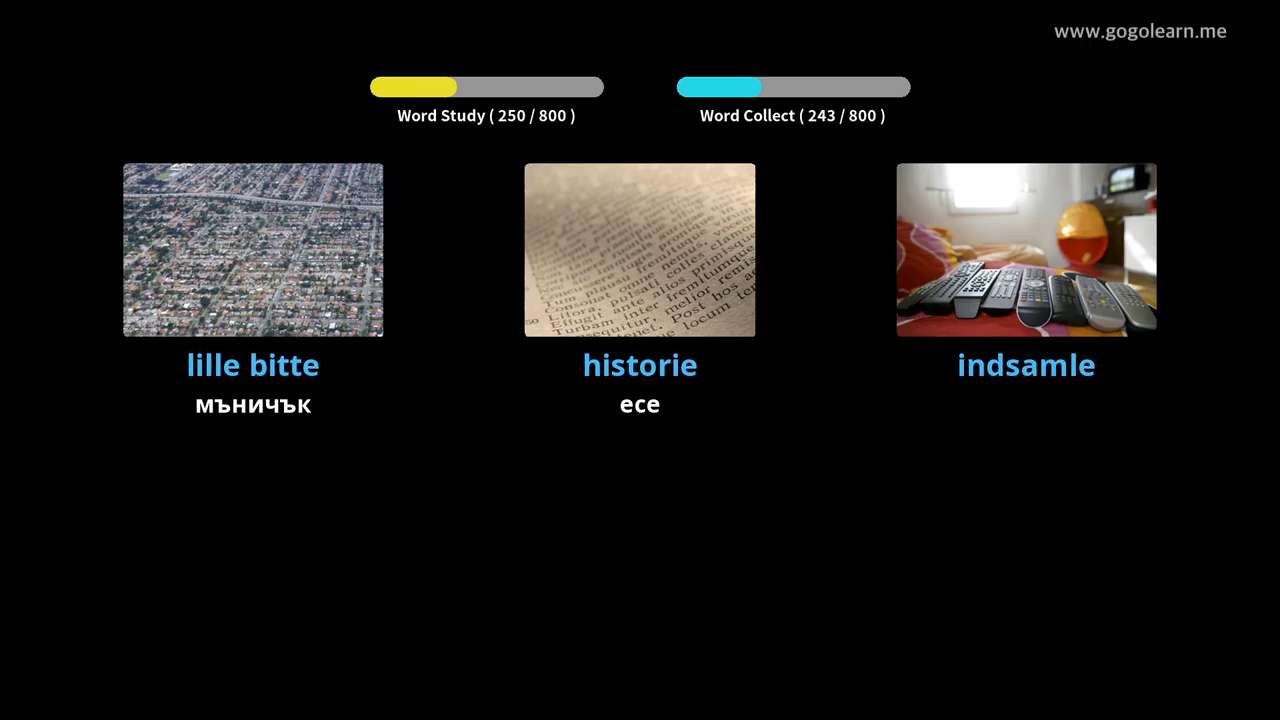 www.gogolearn.me
Word Study ( 250 / 800 )
Word Collect ( 243 / 800 )
lille bitte
historie
indsamle
мъничък
есе